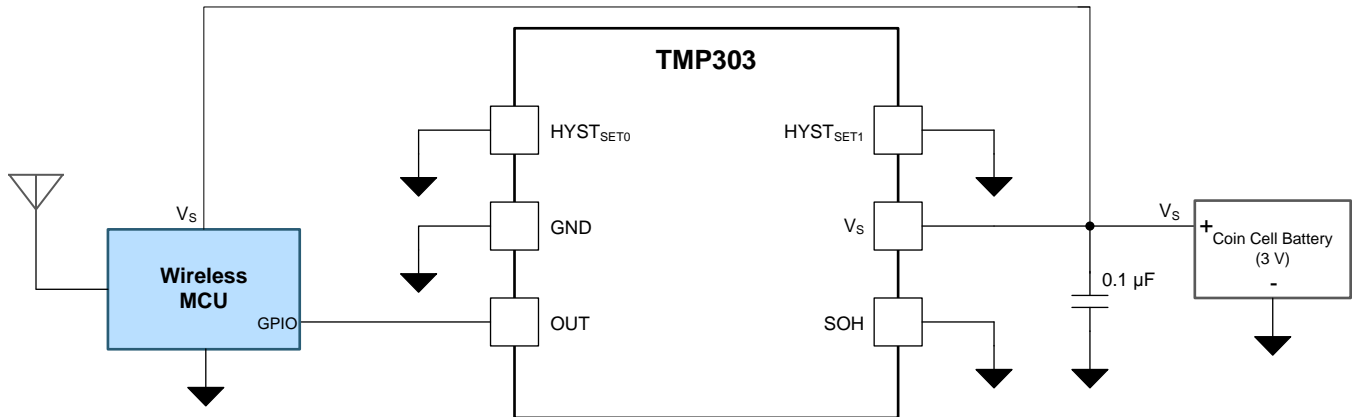 TMP303
HYSTSET0
HYSTSET1
VS
GND
VS
VS
+
Coin Cell Battery
(3 V)
-
Wireless
MCU
GPIO
OUT
SOH
0.1 µF